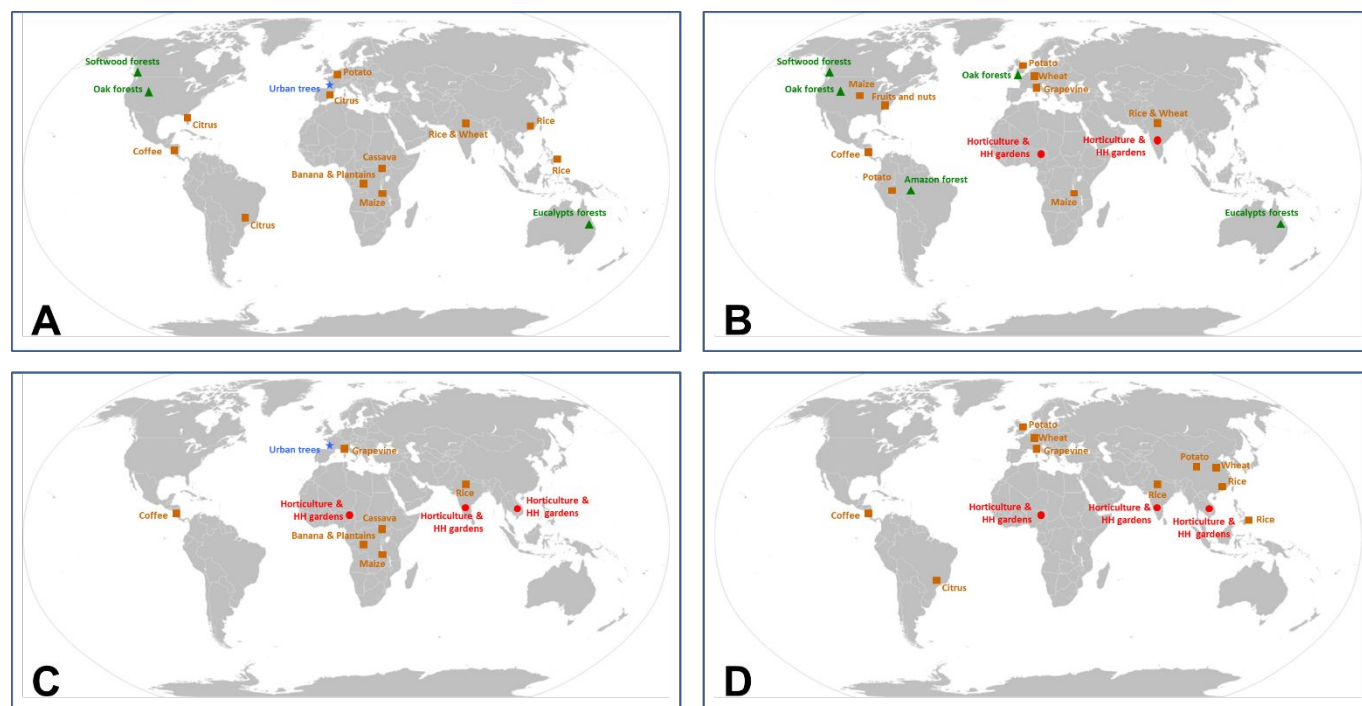 Softwood forests
Oak forests
Potato
Urban trees
Citrus
Citrus
Rice & Wheat
Rice
Coffee
Cassava
Rice
Banana & Plantains
Maize
Citrus
Eucalypts forests
A
Softwood forests
Potato
Oak forests
Wheat
Oak forests
Maize
Grapevine
Fruits and nuts
Rice & Wheat
Horticulture &
HH gardens
Horticulture &
HH gardens
Coffee
Potato
Amazon forest
Maize
Eucalypts forests
B
Urban trees
Grapevine
Rice
Horticulture &
HH gardens
Horticulture &
HH gardens
Horticulture &
HH gardens
Coffee
Cassava
Banana & Plantains
Maize
C
Potato
Wheat
Grapevine
Potato
Wheat
Rice
Rice
Horticulture &
HH gardens
Horticulture &
HH gardens
Horticulture &
HH gardens
Coffee
Rice
Citrus
D